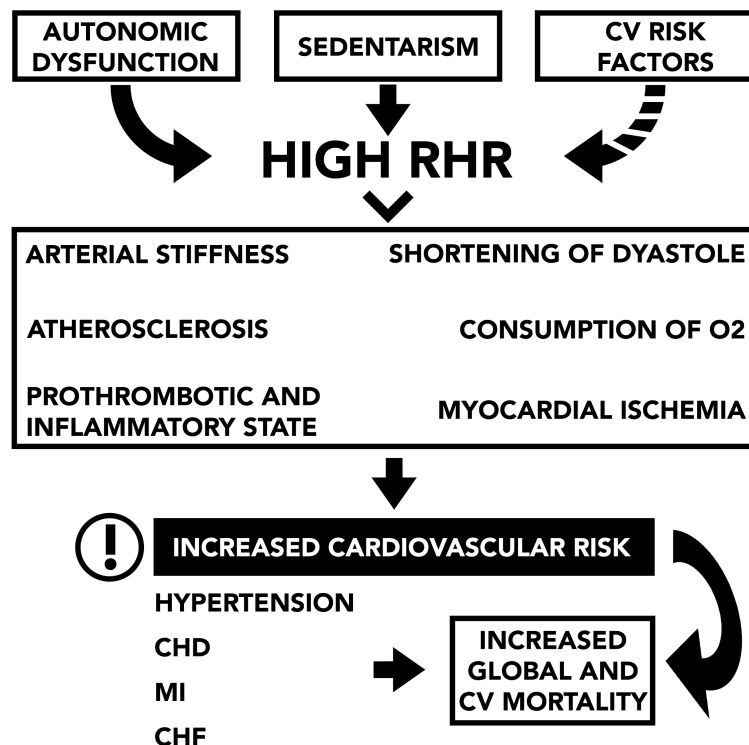 AUTONOMIC
DYSFUNCTION
SEDENTARISM
CV RISK
FACTORS
HIGH RHR
ARTERIAL STIFFNESS
SHORTENING OF DYASTOLE
ATHEROSCLEROSIS
CONSUMPTION OF O2
PROTHROMBOTIC AND
INFLAMMATORY STATE
MYOCARDIAL ISCHEMIA
!
INCREASED CARDIOVASCULAR RISK
HYPERTENSION
CHD
MI
CHF
INCREASED
GLOBAL AND
CV MORTALITY